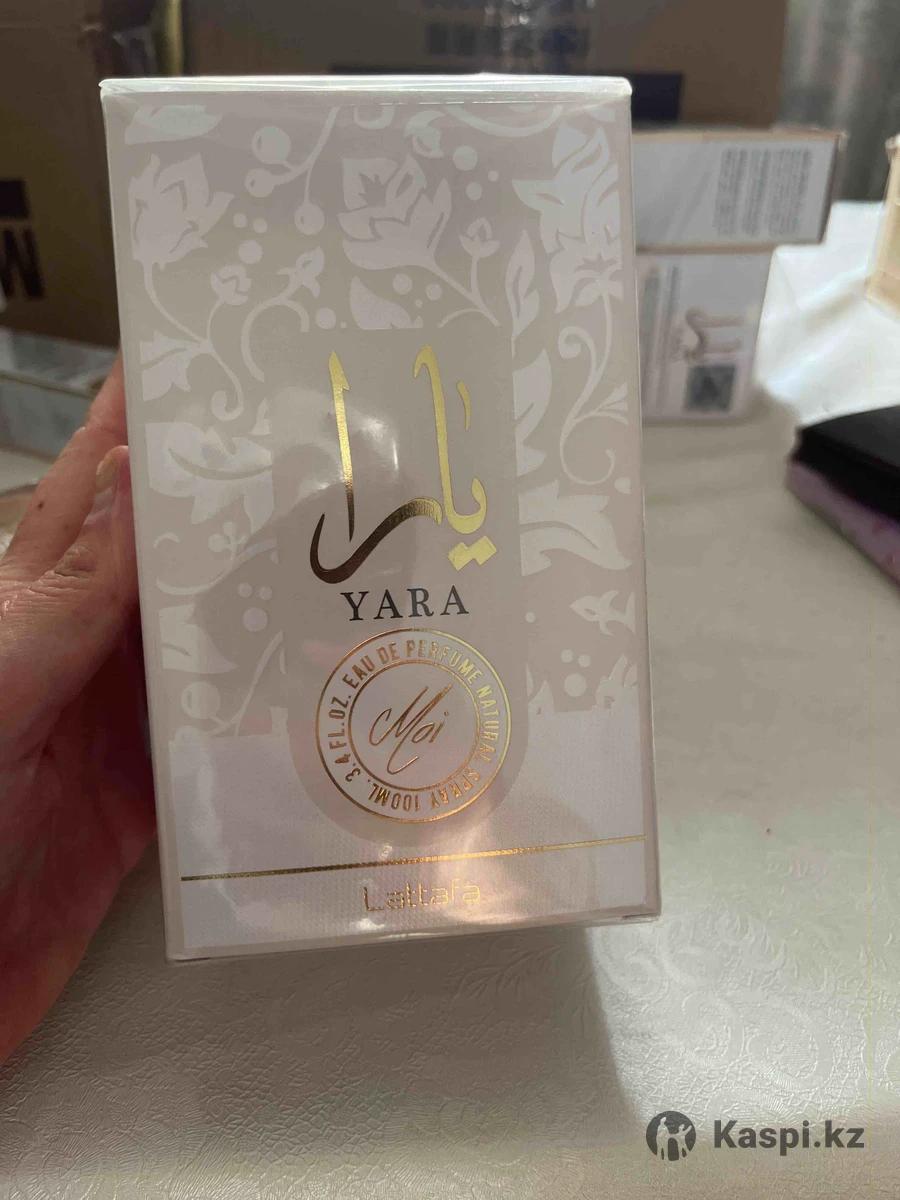 يارا
YARA
EAU DE PERFUME NATURAL SPRAY 100ML. 3.4 FL.OZ.
Moi
Lattafa
Kaspi.kz